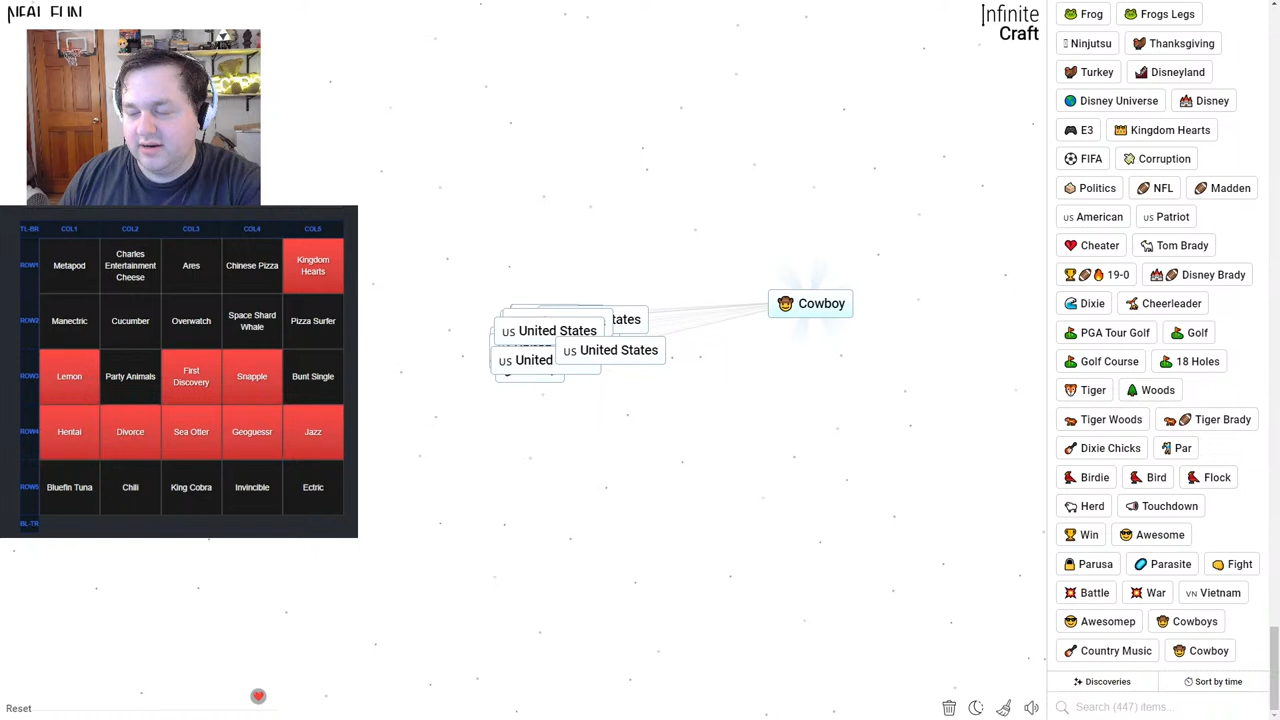 NEAL.FUN
Infinite
Craft
TL-BR COL1 COL2 COL3 COL4 COL5
ROW1 Metapod Charles Entertainment Cheese Ares Chinese Pizza Kingdom Hearts
ROW2 Manectric Cucumber Overwatch Space Shard Whale Pizza Surfer
ROW3 Lemon Party Animals First Discovery Snapple Bunt Single
ROW4 Hentai Divorce Sea Otter Geoguessr Jazz
ROW5 Bluefin Tuna Chili King Cobra Invincible Ectric
BL-TR
tates
US United States
US United
US United States
Cowboy
Frog Frogs Legs
Ninjutsu Thanksgiving
Turkey Disneyland
Disney Universe Disney
E3 Kingdom Hearts
FIFA Corruption
Politics NFL Madden
US American US Patriot
Cheater Tom Brady
19-0 Disney Brady
Dixie Cheerleader
PGA Tour Golf Golf
Golf Course 18 Holes
Tiger Woods
Tiger Woods Tiger Brady
Dixie Chicks Par
Birdie Bird Flock
Herd Touchdown
Win Awesome
Parusa Parasite Fight
Battle War VN Vietnam
Awesomep Cowboys
Country Music Cowboy
Discoveries Sort by time
Search (447) items...
Reset